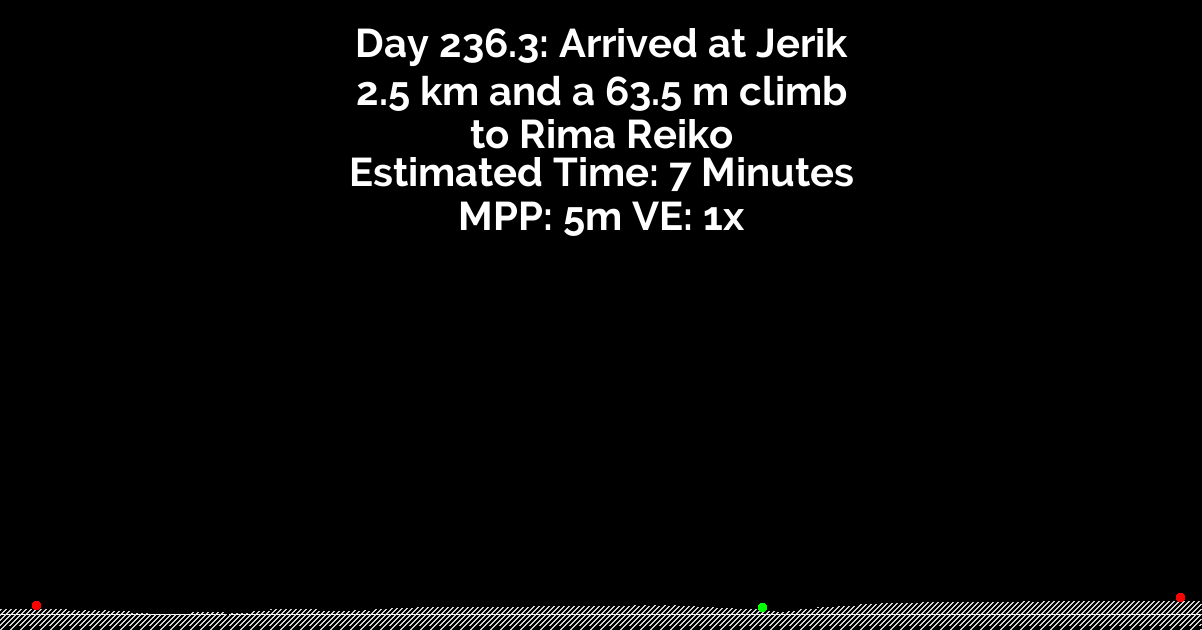 Day 236.3: Arrived at Jerik
2.5 km and a 63.5 m climb
to Rima Reiko
Estimated Time: 7 Minutes
MPP: 5m VE: 1x